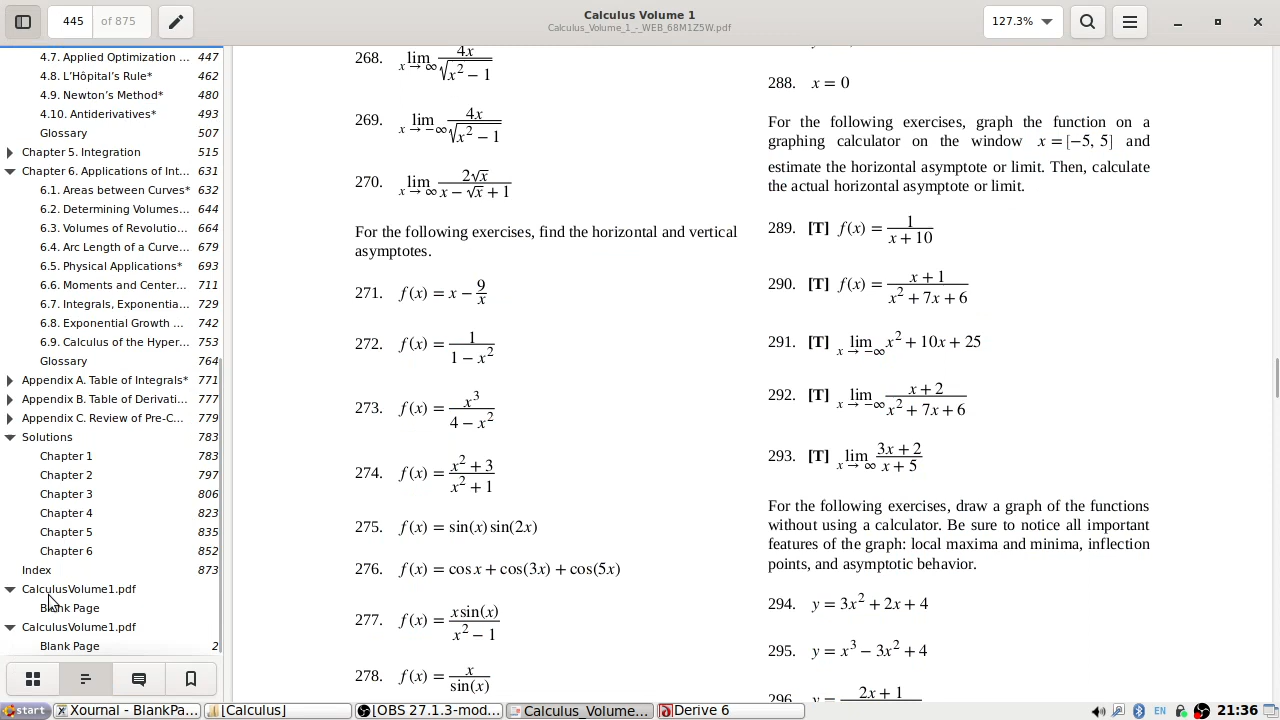 445 of 875
Calculus Volume 1
Calculus_Volume_1_-_WEB_68M1Z5W.pdf
127.3%
4.7. Applied Optimization ... 447
4.8. L’Hôpital’s Rule* 462
4.9. Newton’s Method* 480
4.10. Antiderivatives* 493
Glossary 507
Chapter 5. Integration 515
Chapter 6. Applications of Int... 631
6.1. Areas between Curves* 632
6.2. Determining Volumes... 644
6.3. Volumes of Revolutio... 664
6.4. Arc Length of a Curve... 679
6.5. Physical Applications* 693
6.6. Moments and Center... 711
6.7. Integrals, Exponentia... 729
6.8. Exponential Growth ... 742
6.9. Calculus of the Hyper... 753
Glossary 764
Appendix A. Table of Integrals* 771
Appendix B. Table of Derivati... 777
Appendix C. Review of Pre-C... 779
Solutions 783
Chapter 1 783
Chapter 2 797
Chapter 3 806
Chapter 4 823
Chapter 5 835
Chapter 6 852
Index 873
CalculusVolume1.pdf
Blank Page
CalculusVolume1.pdf
Blank Page 2
268. lim x → ∞ 4x / √(x² − 1)
269. lim x → −∞ 4x / √(x² − 1)
270. lim x → ∞ 2√x / (x − √x + 1)
For the following exercises, find the horizontal and vertical
asymptotes.
271. f(x) = x − 9/x
272. f(x) = 1 / (1 − x²)
273. f(x) = x³ / (4 − x²)
274. f(x) = (x² + 3) / (x² + 1)
275. f(x) = sin(x) sin(2x)
276. f(x) = cos x + cos(3x) + cos(5x)
277. f(x) = x sin(x) / (x² − 1)
278. f(x) = x / sin(x)
288. x = 0
For the following exercises, graph the function on a
graphing calculator on the window x = [−5, 5] and
estimate the horizontal asymptote or limit. Then, calculate
the actual horizontal asymptote or limit.
289. [T] f(x) = 1 / (x + 10)
290. [T] f(x) = (x + 1) / (x² + 7x + 6)
291. [T] lim x → −∞ x² + 10x + 25
292. [T] lim x → −∞ (x + 2) / (x² + 7x + 6)
293. [T] lim x → ∞ (3x + 2) / (x + 5)
For the following exercises, draw a graph of the functions
without using a calculator. Be sure to notice all important
features of the graph: local maxima and minima, inflection
points, and asymptotic behavior.
294. y = 3x² + 2x + 4
295. y = x³ − 3x² + 4
296. y = 2x + 1
start
Xournal - BlankPa...
[Calculus]
[OBS 27.1.3-mod...
Calculus_Volume...
Derive 6
EN
21:36